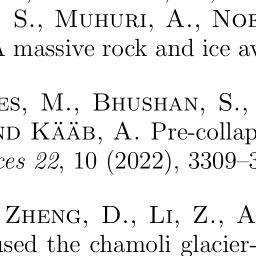 S., MUHURI, A., NOE
A massive rock and ice av
ES, M., BHUSHAN, S.,
ND KÄÄB, A. Pre-collap
ces 22, 10 (2022), 3309–3
ZHENG, D., LI, Z., A
used the chamoli glacier-